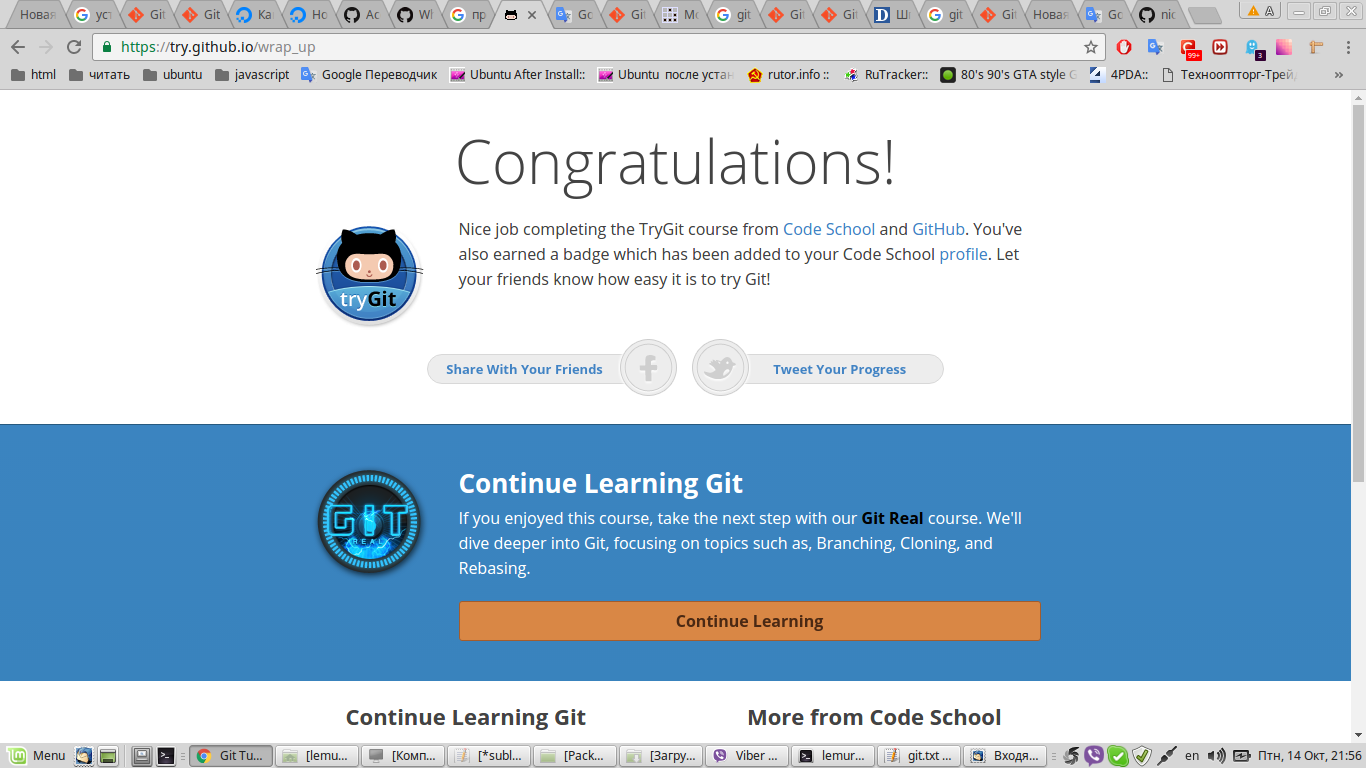 Новая
уст
Git
Git
Ка
Но
Ac
Wh
пр
Go
Git
Mo
git
Git
Git
Шк
git
Git
Новая
Go
nic
A
https://try.github.io/wrap_up
99+
3
html
читать
ubuntu
javascript
Google Переводчик
Ubuntu After Install::
Ubuntu после устан
rutor.info ::
RuTracker::
80's 90's GTA style G
4PDA::
Технооптторг-Трей
»
Congratulations!
Nice job completing the TryGit course from Code School and GitHub. You've
also earned a badge which has been added to your Code School profile. Let
your friends know how easy it is to try Git!
tryGit
Share With Your Friends
Tweet Your Progress
Continue Learning Git
If you enjoyed this course, take the next step with our Git Real course. We'll
dive deeper into Git, focusing on topics such as, Branching, Cloning, and
Rebasing.
GIT
REAL
Continue Learning
Continue Learning Git
More from Code School
Menu
Git Tu...
[lemu...
[Комп...
[*subl...
[Pack...
[Загру...
Viber ...
lemur...
git.txt ...
Входя...
en
Птн, 14 Окт, 21:56